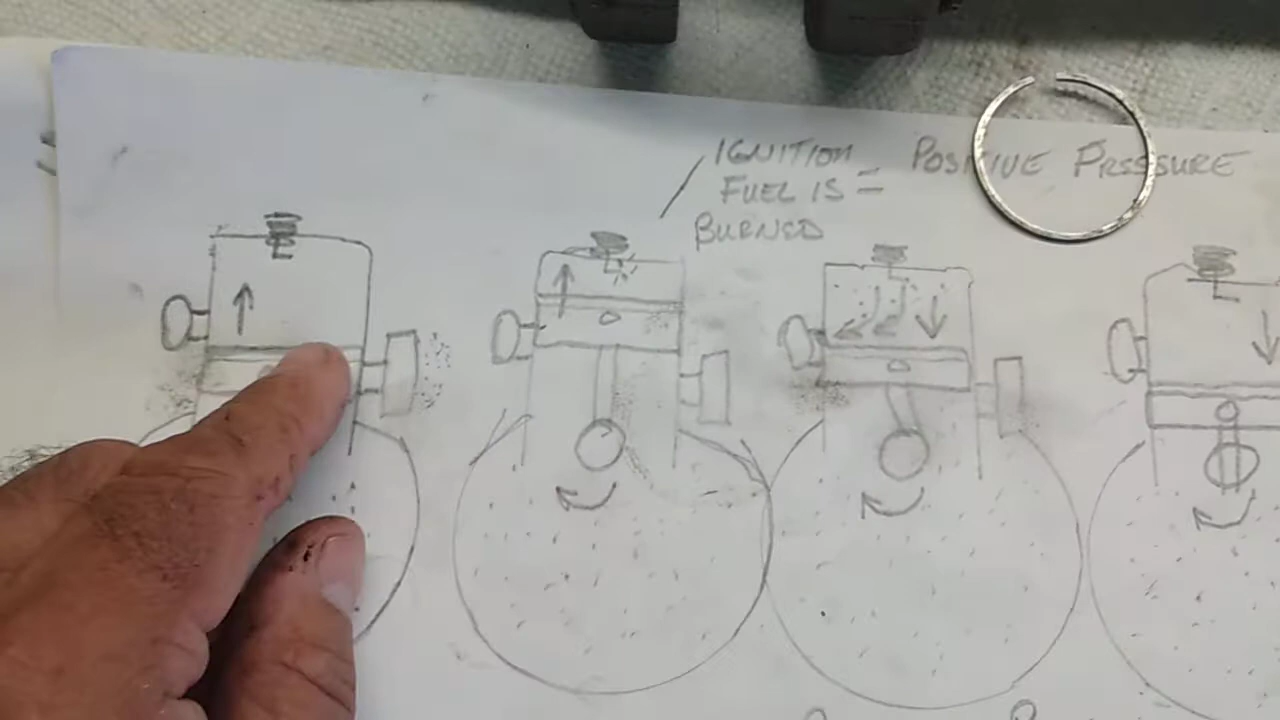 IGNITION
FUEL IS =
BURNED
POSITIVE PRESSURE